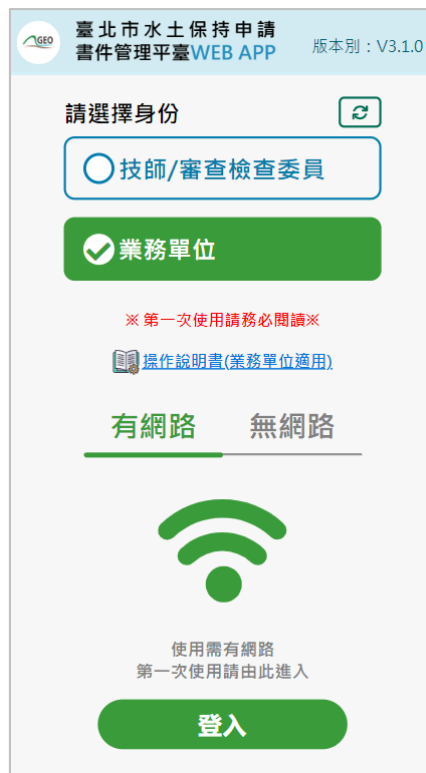 GEO
臺北市水土保持申請
書件管理平臺WEB APP
版本別：V3.1.0
請選擇身份
技師/審查檢查委員
業務單位
※第一次使用請務必閱讀※
操作說明書(業務單位適用)
有網路 無網路
使用需有網路
第一次使用請由此進入
登入